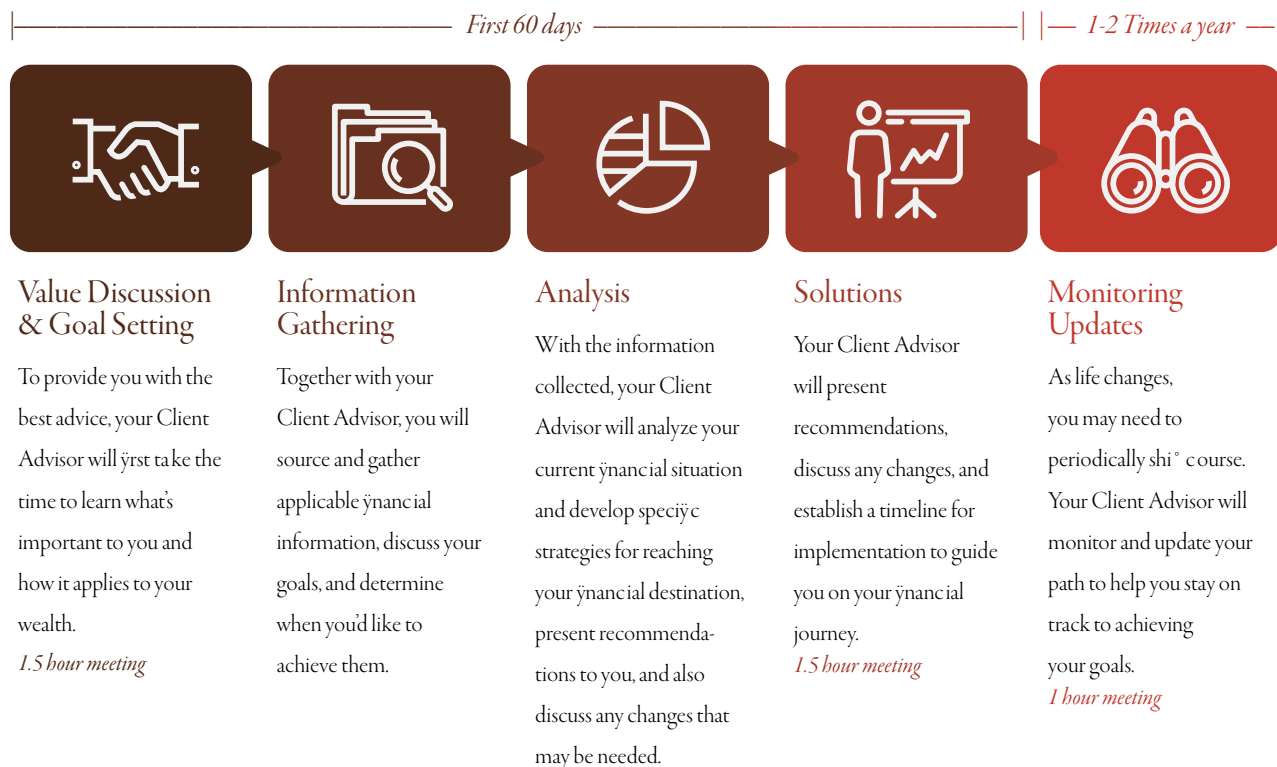 First 60 days
1-2 Times a year
Value Discussion
& Goal Setting
To provide you with the
best advice, your Client
Advisor will ÿrst take the
time to learn what's
important to you and
how it applies to your
wealth.
1.5 hour meeting
Information
Gathering
Together with your
Client Advisor, you will
source and gather
applicable ÿnancial
information, discuss your
goals, and determine
when you'd like to
achieve them.
Analysis
With the information
collected, your Client
Advisor will analyze your
current ÿnancial situation
and develop speciÿc
strategies for reaching
your ÿnancial destination,
present recommenda-
tions to you, and also
discuss any changes that
may be needed.
Solutions
Your Client Advisor
will present
recommendations,
discuss any changes, and
establish a timeline for
implementation to guide
you on your ÿnancial
journey.
1.5 hour meeting
Monitoring
Updates
As life changes,
you may need to
periodically shi° course.
Your Client Advisor will
monitor and update your
path to help you stay on
track to achieving
your goals.
1 hour meeting